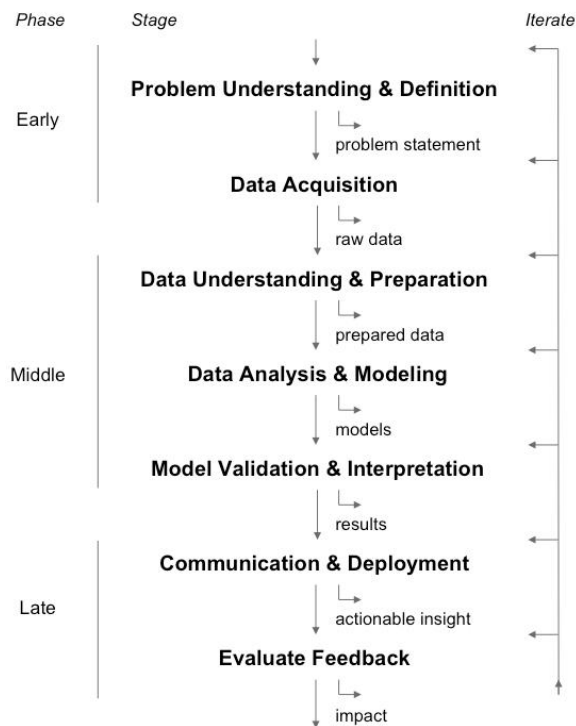 Phase Stage Iterate
Problem Understanding & Definition
Early
problem statement
Data Acquisition
raw data
Data Understanding & Preparation
prepared data
Middle
Data Analysis & Modeling
models
Model Validation & Interpretation
results
Communication & Deployment
Late
actionable insight
Evaluate Feedback
impact